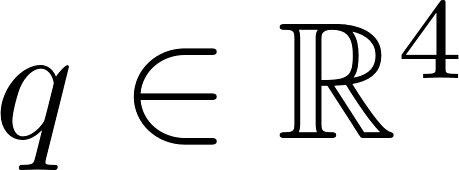 q ∈ ℝ⁴